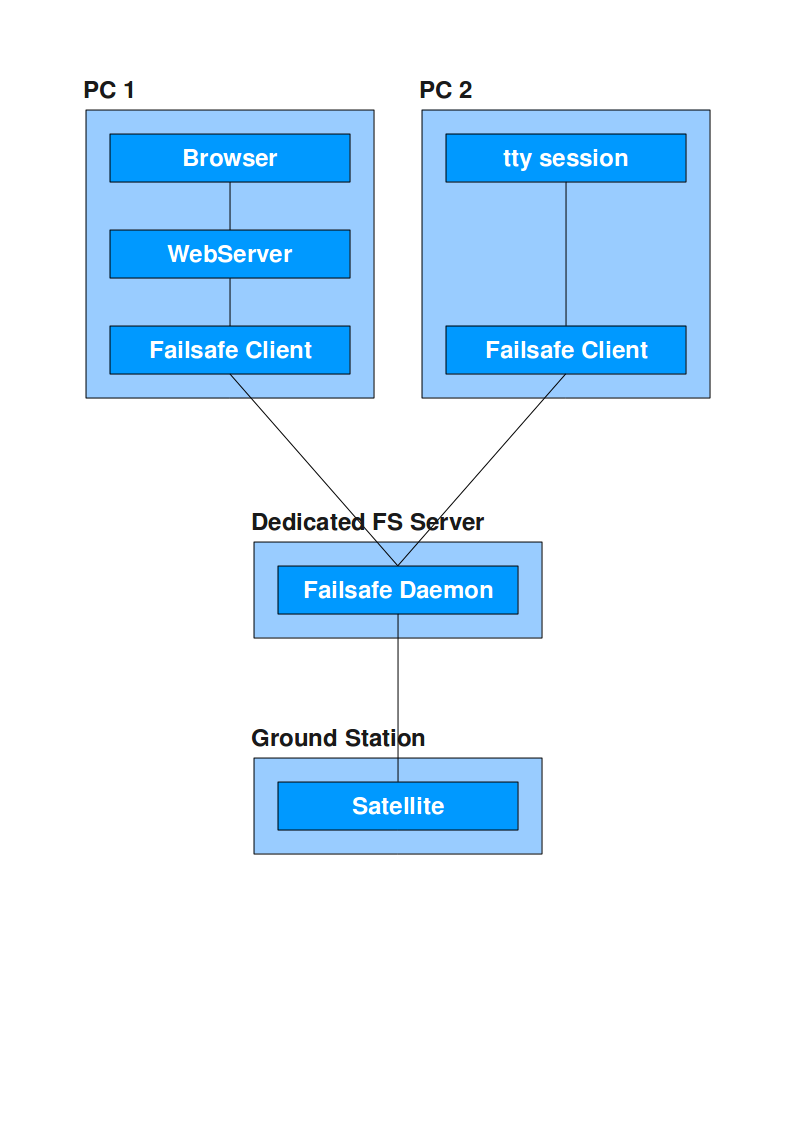 PC 1
Browser
WebServer
Failsafe Client
PC 2
tty session
Failsafe Client
Dedicated FS Server
Failsafe Daemon
Ground Station
Satellite